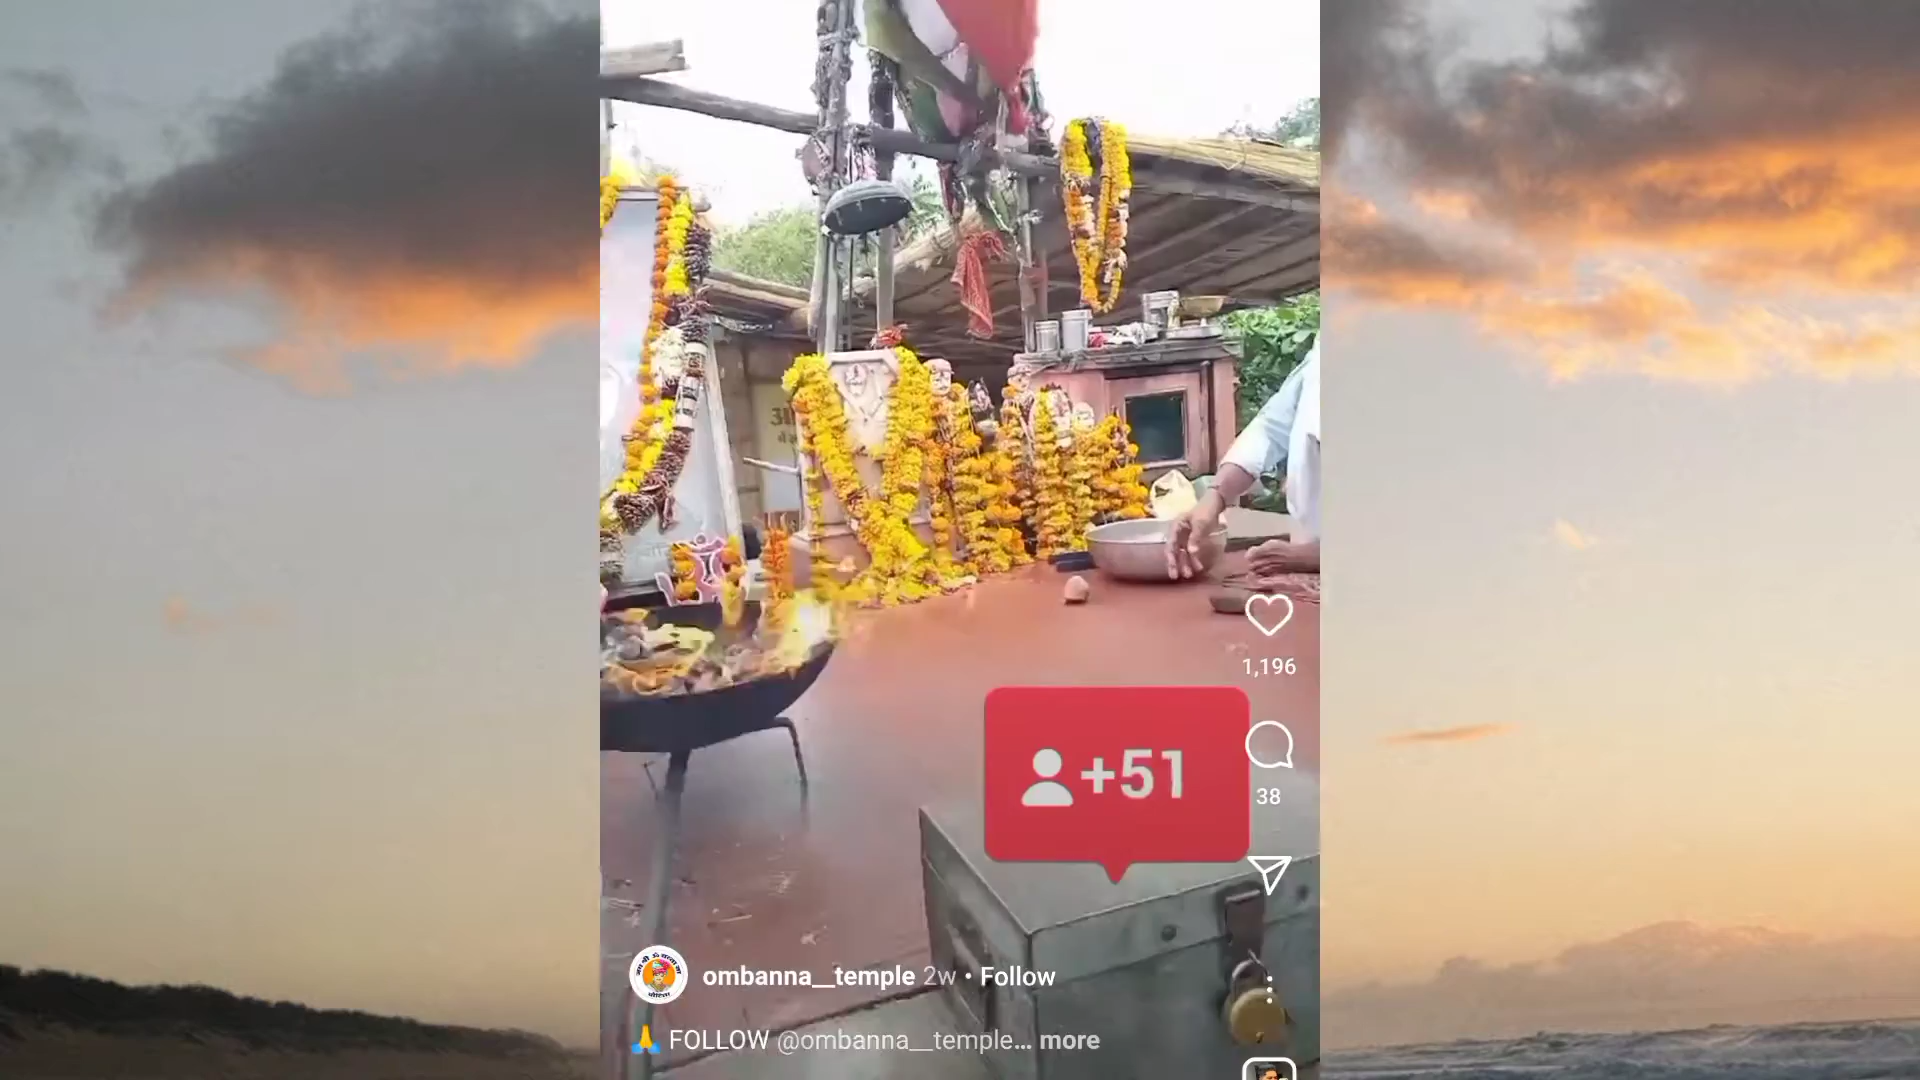 1,196
+51
38
ombanna__temple 2w • Follow
🙏 FOLLOW @ombanna__temple... more